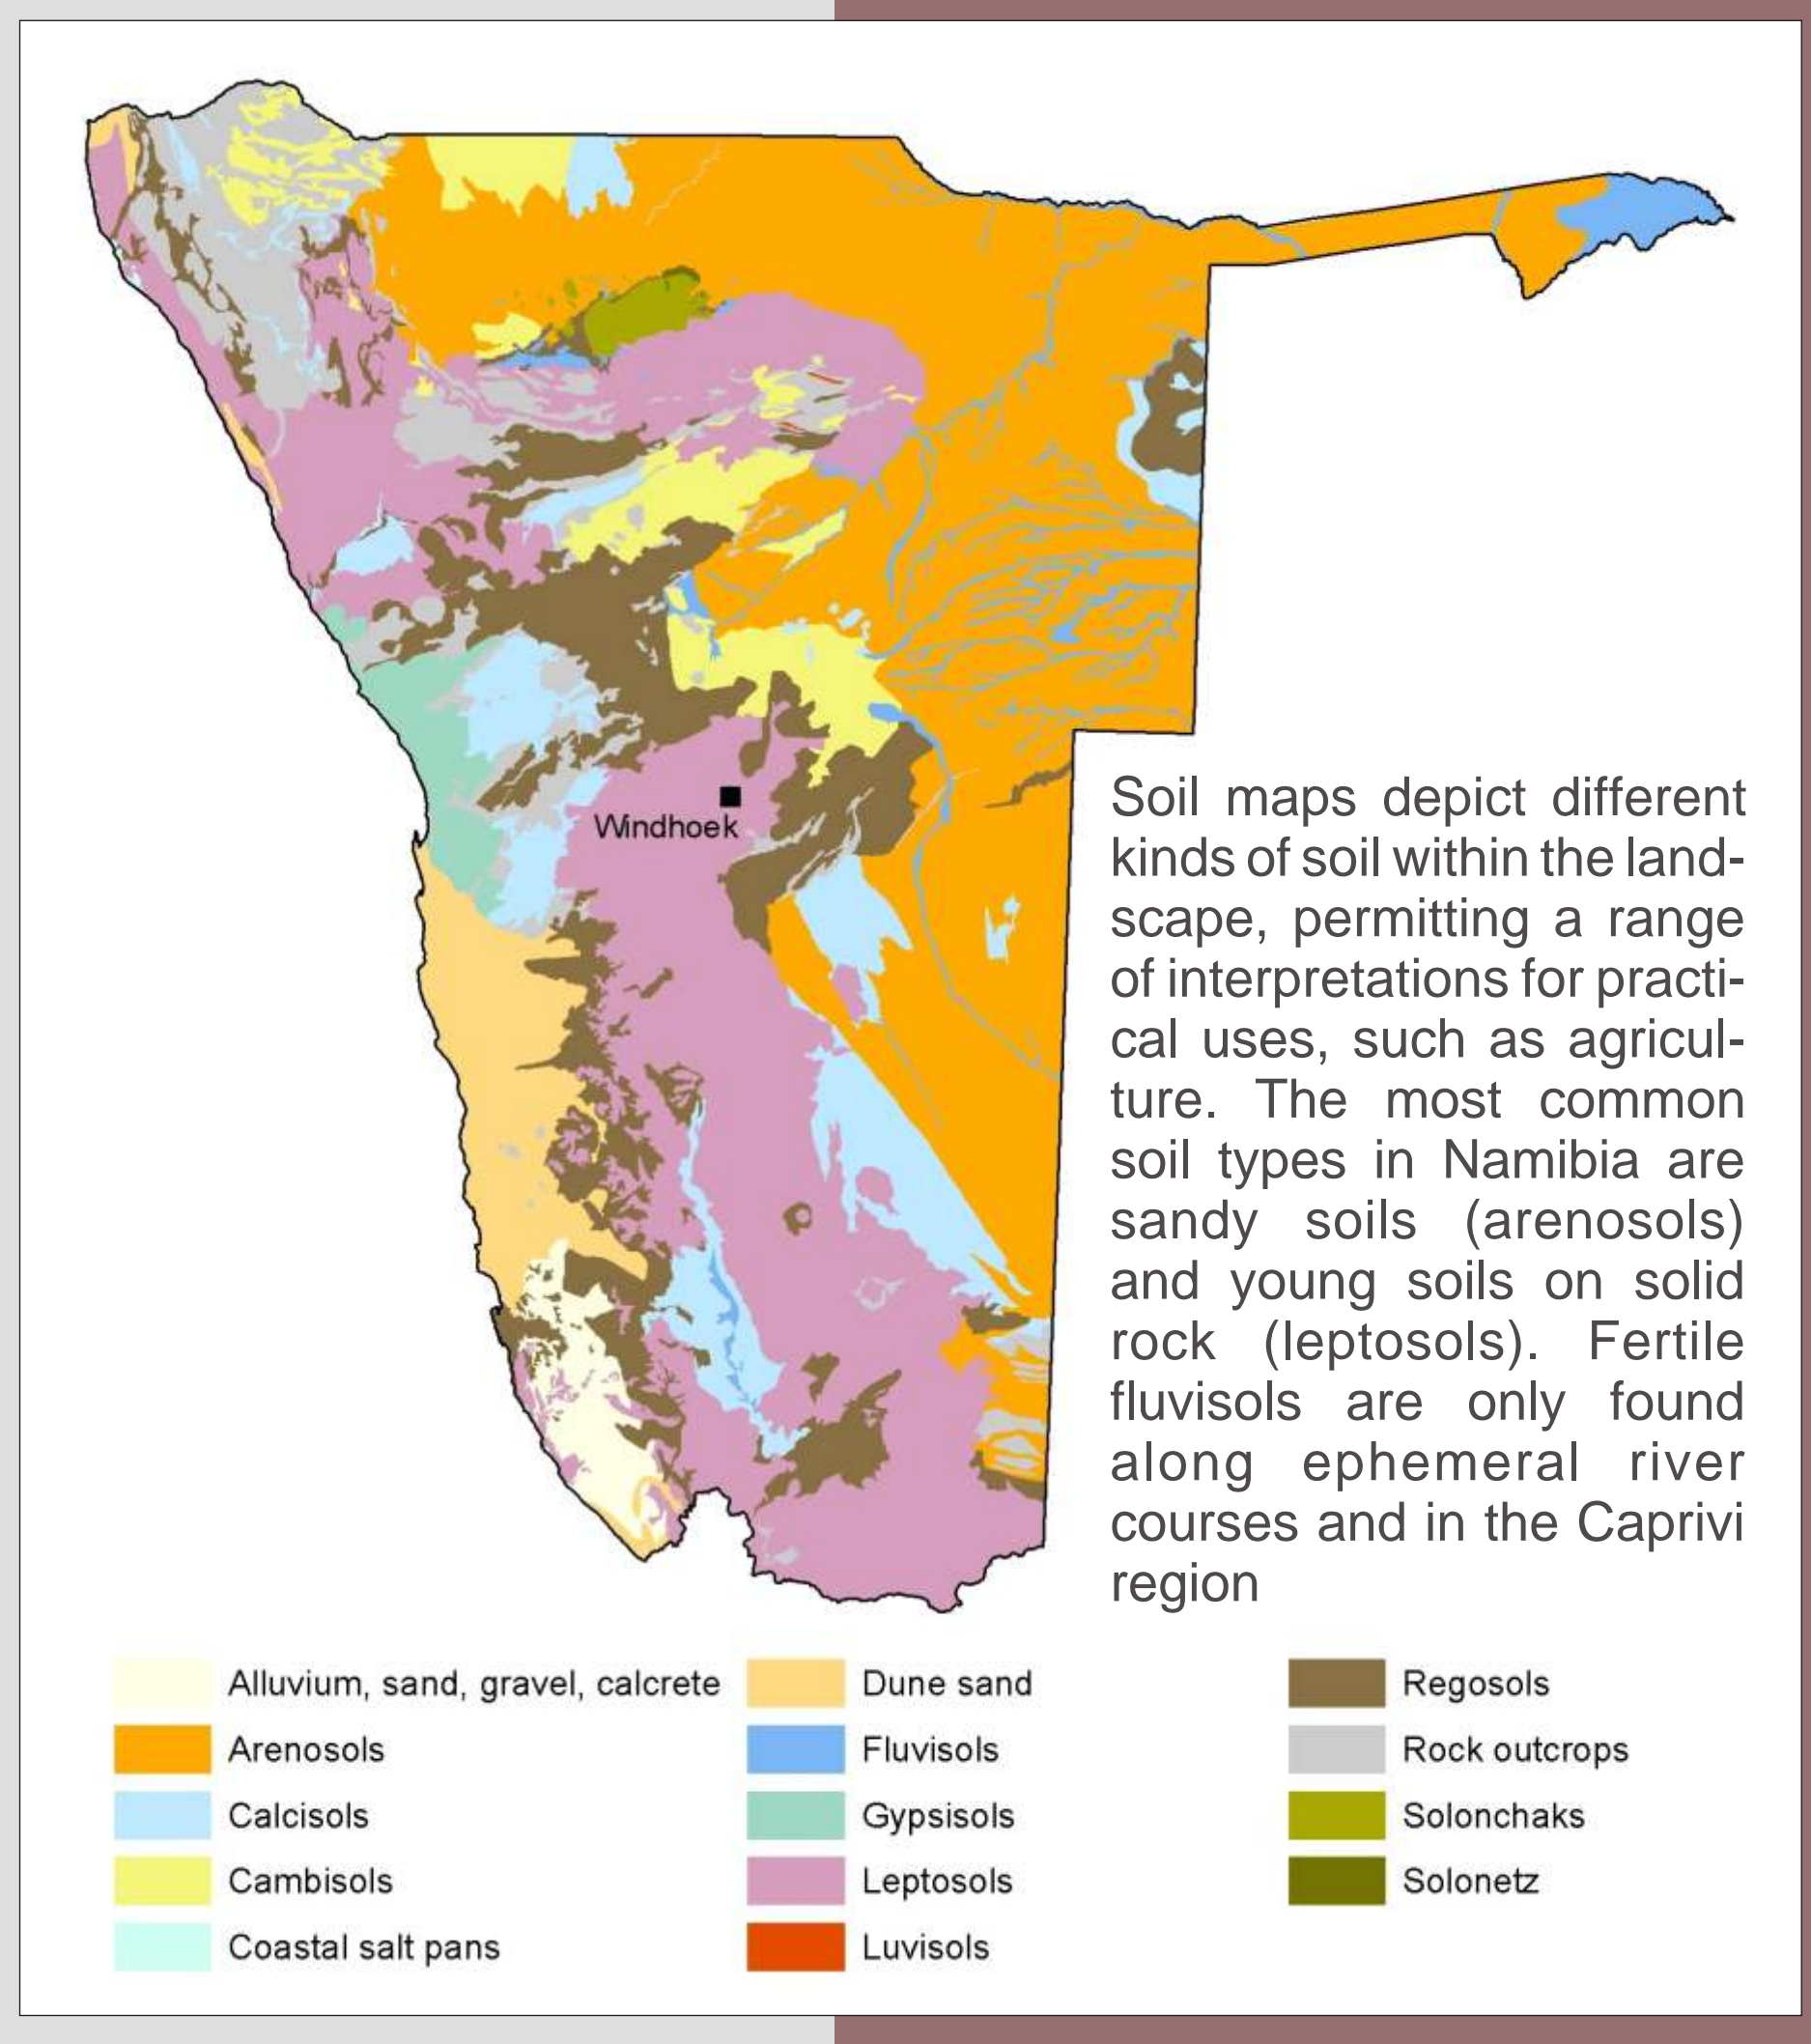 Windhoek
Soil maps depict different
kinds of soil within the land-
scape, permitting a range
of interpretations for practi-
cal uses, such as agricul-
ture. The most common
soil types in Namibia are
sandy soils (arenosols)
and young soils on solid
rock (leptosols). Fertile
fluvisols are only found
along ephemeral river
courses and in the Caprivi
region
Alluvium, sand, gravel, calcrete
Arenosols
Calcisols
Cambisols
Coastal salt pans
Dune sand
Fluvisols
Gypsisols
Leptosols
Luvisols
Regosols
Rock outcrops
Solonchaks
Solonetz